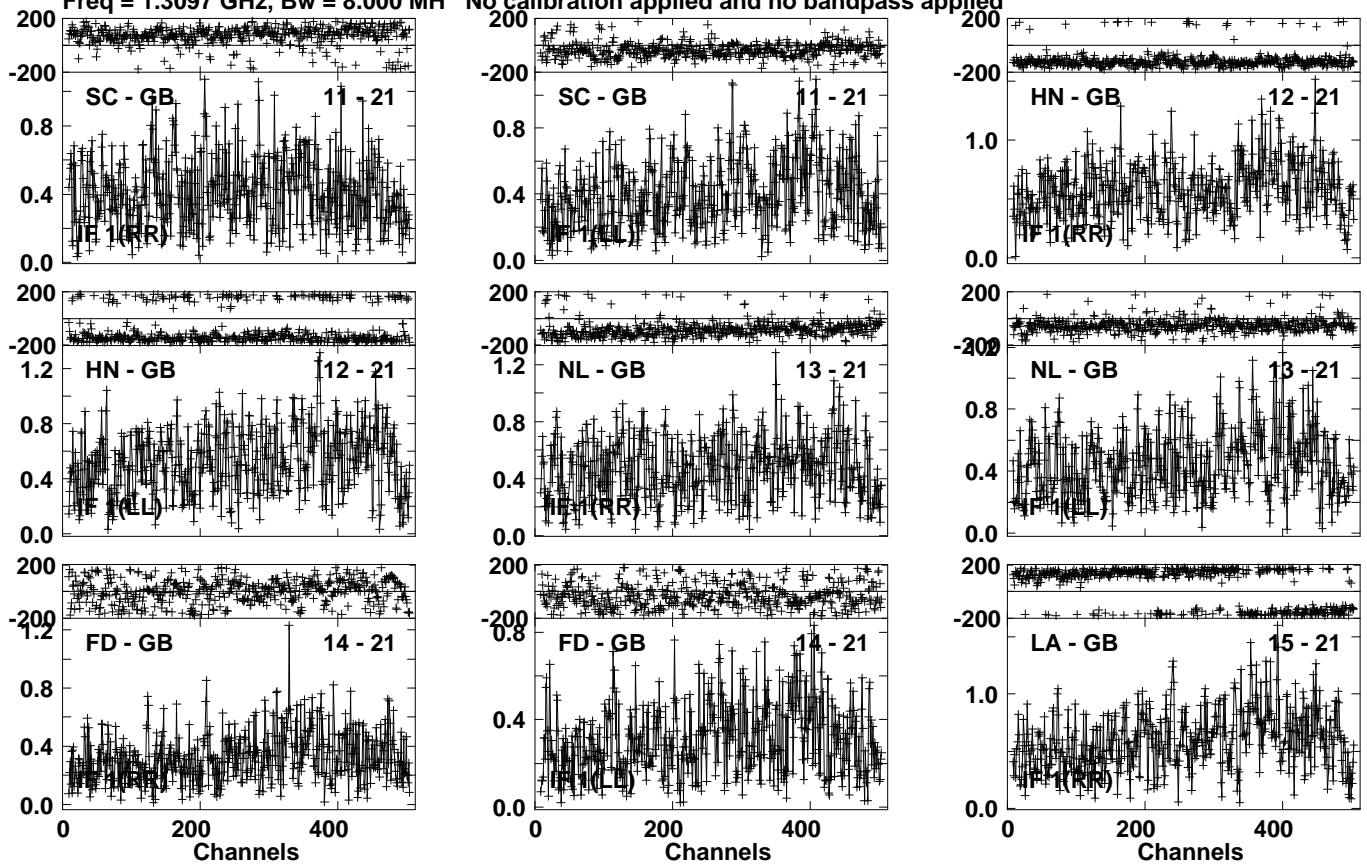 Freq = 1.3097 GHz, Bw = 8.000 MH No calibration applied and no bandpass applied
200
-200
SC - GB 11 - 21
0.8
0.4
IF 1(RR)
0.0
200
-200
SC - GB 11 - 21
0.8
0.4
IF 1(LL)
0.0
200
-200
HN - GB 12 - 21
1.0
IF 1(RR)
0.0
200
-200
HN - GB 12 - 21
1.2
0.8
0.4
IF 1(LL)
0.0
200
-200
NL - GB 13 - 21
1.2
0.8
0.4
IF 1(RR)
0.0
200
-200
1.2
NL - GB 13 - 21
0.8
0.4
IF 1(LL)
0.0
200
-200
1.2
FD - GB 14 - 21
0.8
0.4
IF 1(RR)
0.0
0 200 400
Channels
200
-200
0.8
FD - GB 14 - 21
0.4
IF 1(LL)
0.0
0 200 400
Channels
200
-200
LA - GB 15 - 21
1.0
IF 1(RR)
0.0
0 200 400
Channels